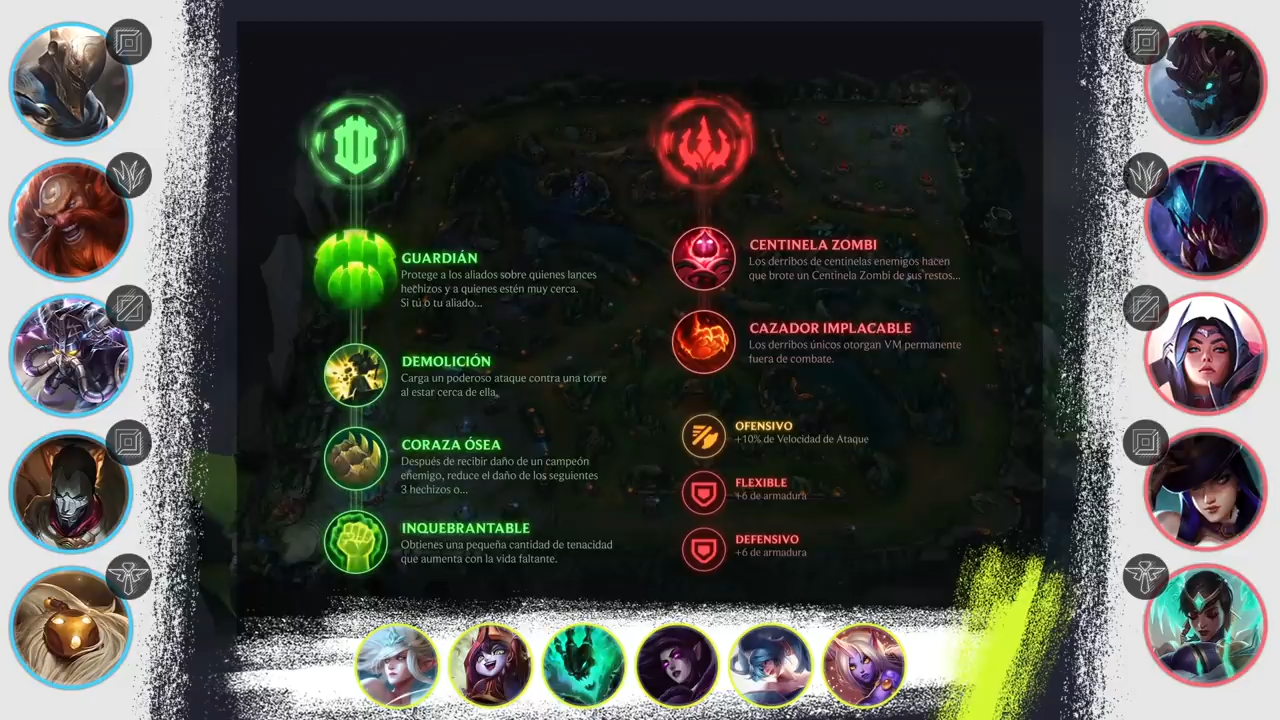 GUARDIÁN
Protege a los aliados sobre quienes lances
hechizos y a quienes estén muy cerca.
Si tú o tu aliado...
DEMOLICIÓN
Carga un poderoso ataque contra una torre
al estar cerca de ella.
CORAZA ÓSEA
Después de recibir daño de un campeón
enemigo, reduce el daño de los seguientes
3 hechizos o...
INQUEBRANTABLE
Obtienes una pequeña cantidad de tenacidad
que aumenta con la vida faltante.
CENTINELA ZOMBI
Los derribos de centinelas enemigos hacen
que brote un Centinela Zombi de sus restos...
CAZADOR IMPLACABLE
Los derribos únicos otorgan VM permanente
fuera de combate.
OFENSIVO
+10% de Velocidad de Ataque
FLEXIBLE
+6 de armadura
DEFENSIVO
+6 de armadura